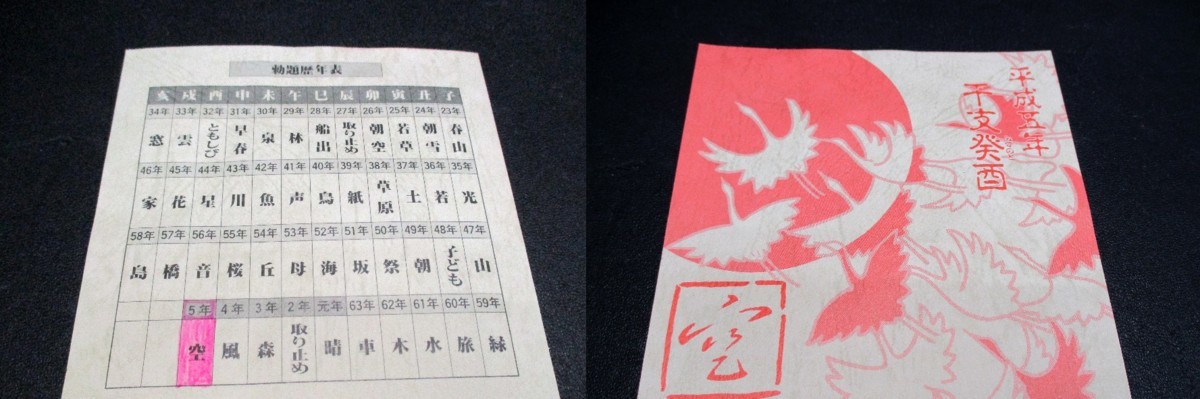 勅題暦年表
亥 戌 酉 申 未 午 巳 辰 卯 寅 丑 子
34年 33年 32年 31年 30年 29年 28年 27年 26年 25年 24年 23年
窓 雲 ともしび 早春 泉 林 船出 取り止め 朝空 若草 朝雪 春山
46年 45年 44年 43年 42年 41年 40年 39年 38年 37年 36年 35年
家 花 星 川 魚 声 鳥 紙 草原 土 若 光
58年 57年 56年 55年 54年 53年 52年 51年 50年 49年 48年 47年
島 橋 音 桜 丘 母 海 坂 祭 朝 子ども 山
5年 4年 3年 2年 元年 63年 62年 61年 60年 59年
空 風 森 取り止め 晴 車 木 水 旅 緑
平成五年
干支癸酉
空